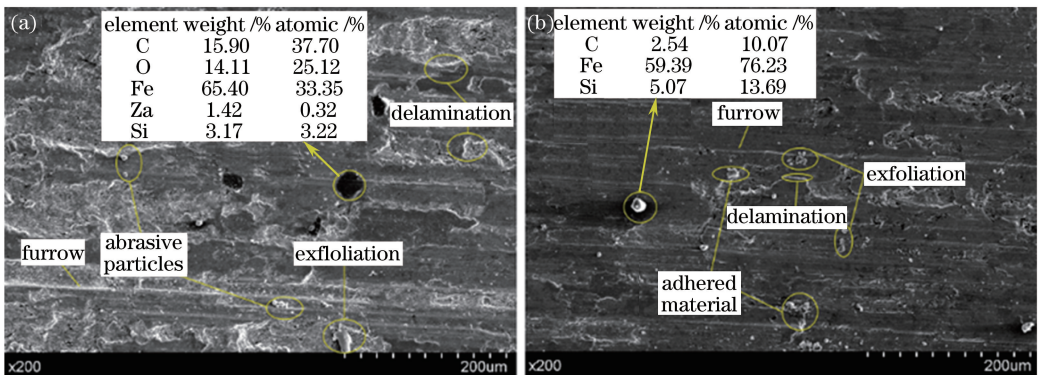 (a)
element weight /% atomic /%
C 15.90 37.70
O 14.11 25.12
Fe 65.40 33.35
Za 1.42 0.32
Si 3.17 3.22
delamination
furrow
abrasive
particles
exfloliation
x200
200um
(b)
element weight /% atomic /%
C 2.54 10.07
Fe 59.39 76.23
Si 5.07 13.69
furrow
exfoliation
delamination
adhered
material
x200
200um